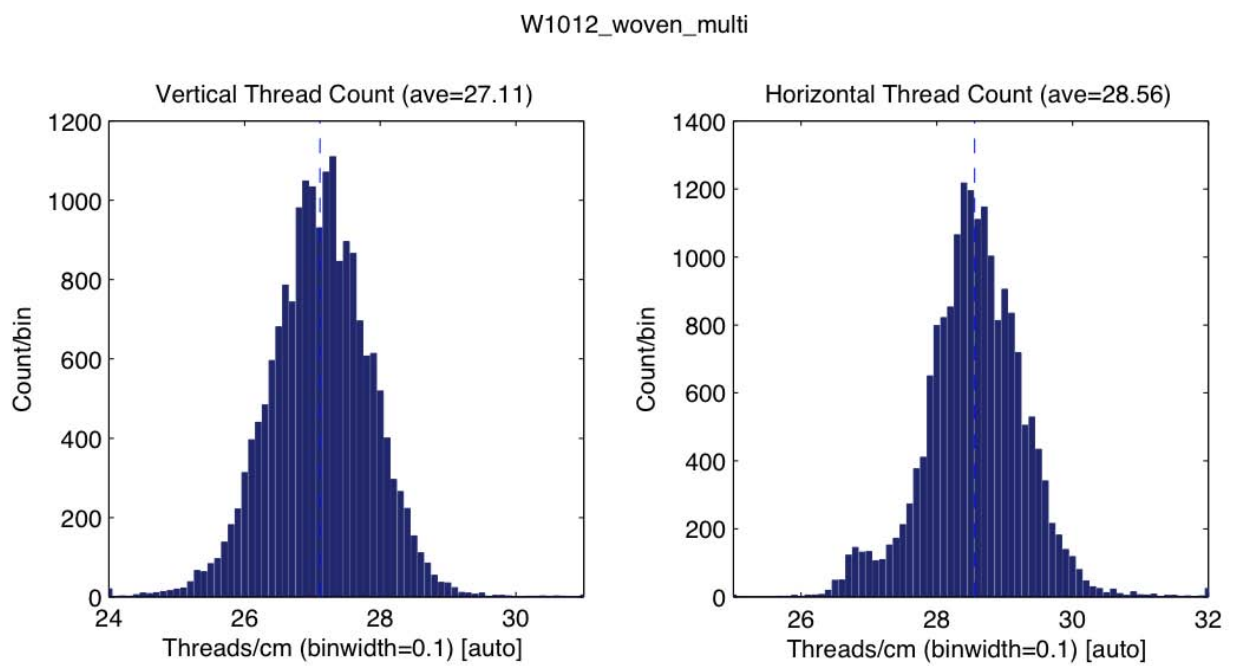 W1012_woven_multi
Vertical Thread Count (ave=27.11)
1200
1000
800
600
400
200
0
Count/bin
24 26 28 30
Threads/cm (binwidth=0.1) [auto]
Horizontal Thread Count (ave=28.56)
1400
1200
1000
800
600
400
200
0
Count/bin
26 28 30 32
Threads/cm (binwidth=0.1) [auto]